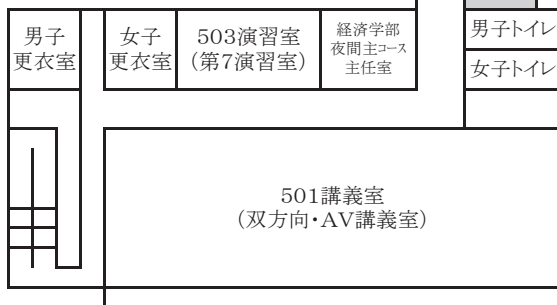 男子
更衣室
女子
更衣室
503演習室
(第7演習室)
経済学部
夜間主コース
主任室
男子トイレ
女子トイレ
501講義室
(双方向・AV講義室)